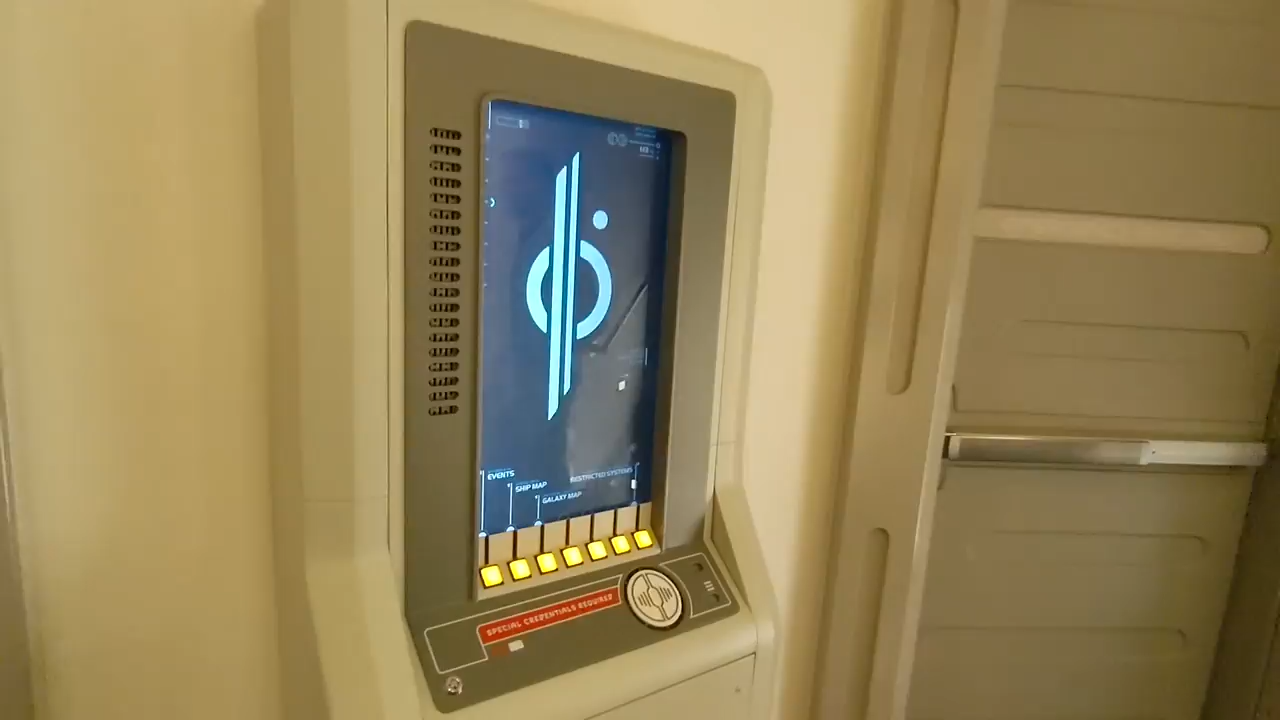 EVENTS
RESTRICTED SYSTEMS
SHIP MAP
GALAXY MAP
SPECIAL CREDENTIALS REQUIRED